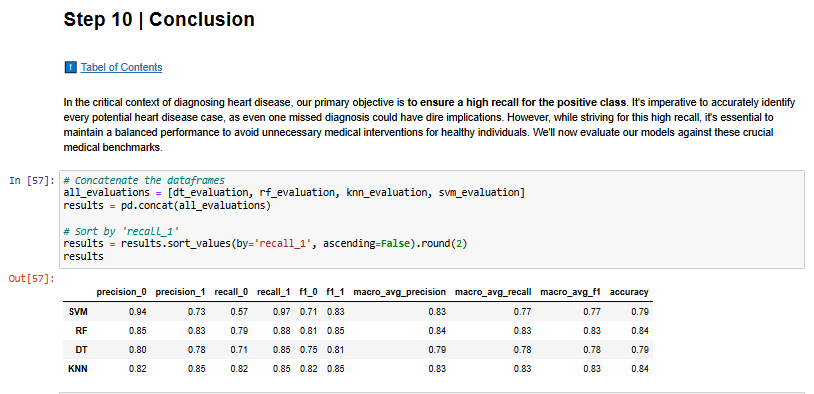 Step 10 | Conclusion
↑ Tabel of Contents
In the critical context of diagnosing heart disease, our primary objective is to ensure a high recall for the positive class. It's imperative to accurately identify
every potential heart disease case, as even one missed diagnosis could have dire implications. However, while striving for this high recall, it's essential to
maintain a balanced performance to avoid unnecessary medical interventions for healthy individuals. We'll now evaluate our models against these crucial
medical benchmarks.
In [57]: # Concatenate the dataframes
all_evaluations = [dt_evaluation, rf_evaluation, knn_evaluation, svm_evaluation]
results = pd.concat(all_evaluations)
# Sort by 'recall_1'
results = results.sort_values(by='recall_1', ascending=False).round(2)
results
Out[57]:
precision_0 precision_1 recall_0 recall_1 f1_0 f1_1 macro_avg_precision macro_avg_recall macro_avg_f1 accuracy
SVM 0.94 0.73 0.57 0.97 0.71 0.83 0.83 0.77 0.77 0.79
RF 0.85 0.83 0.79 0.88 0.81 0.85 0.84 0.83 0.83 0.84
DT 0.80 0.78 0.71 0.85 0.75 0.81 0.79 0.78 0.78 0.79
KNN 0.82 0.85 0.82 0.85 0.82 0.85 0.83 0.83 0.83 0.84